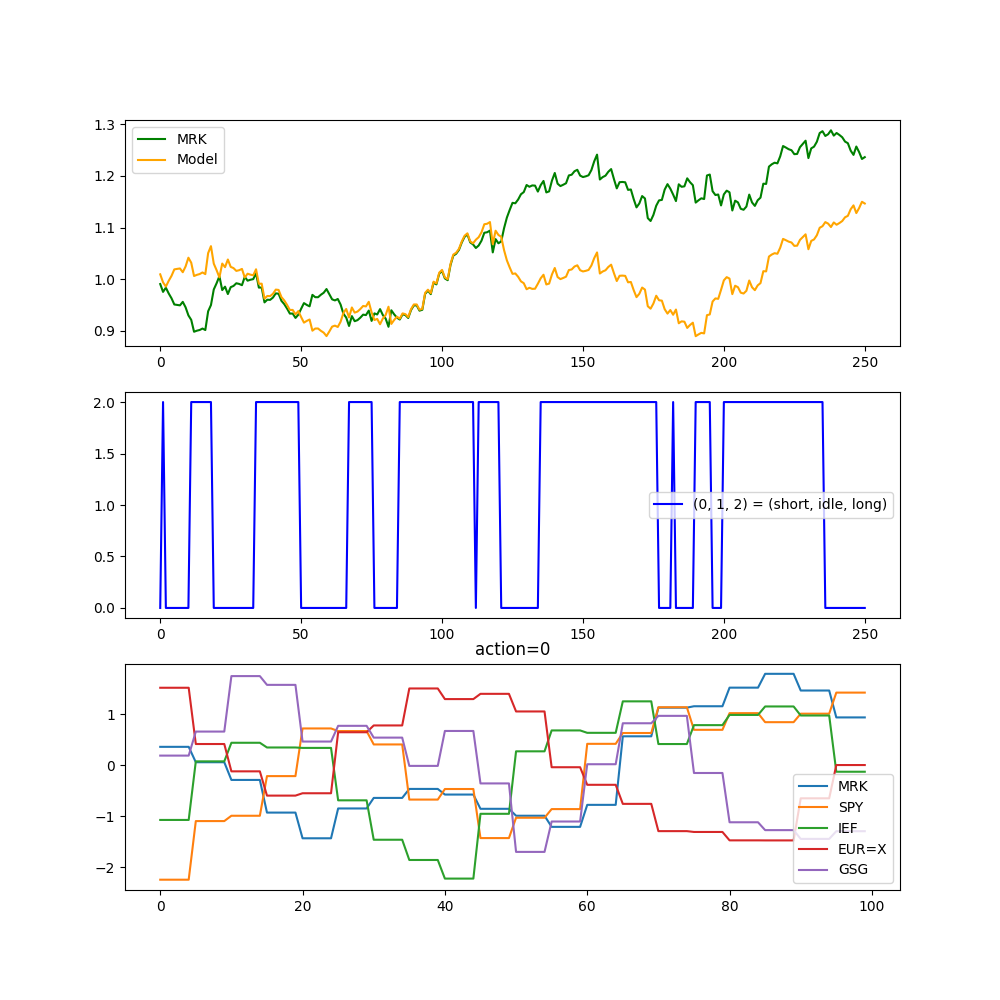 1.3
1.2
1.1
1.0
0.9
MRK
Model
0 50 100 150 200 250
2.0
1.5
1.0
0.5
0.0
(0, 1, 2) = (short, idle, long)
0 50 100 150 200 250
action=0
1
0
−1
−2
MRK
SPY
IEF
EUR=X
GSG
0 20 40 60 80 100